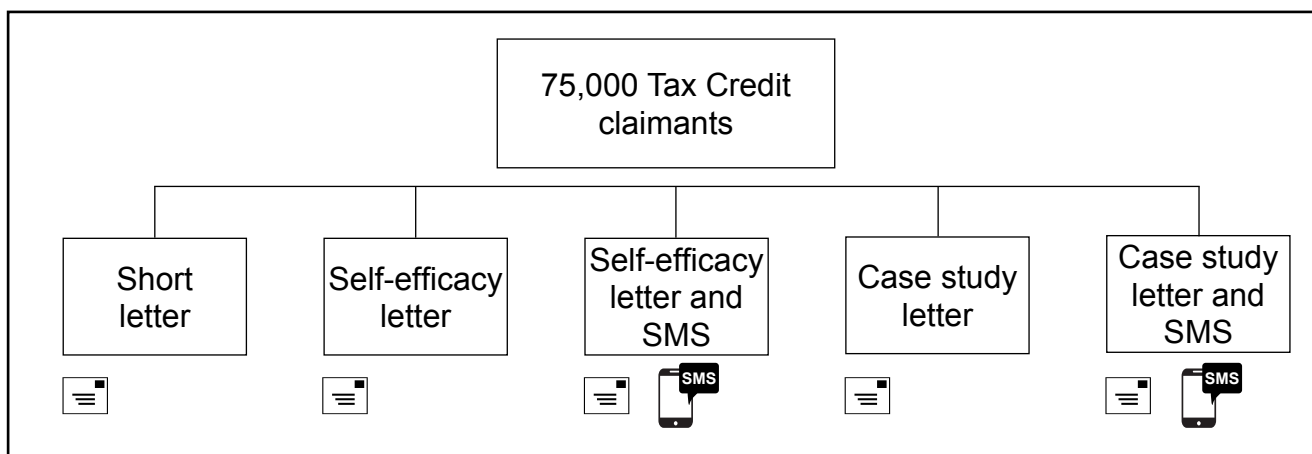 75,000 Tax Credit
claimants
Short
letter
Self-efficacy
letter
Self-efficacy
letter and
SMS
Case study
letter
Case study
letter and
SMS
SMS
SMS